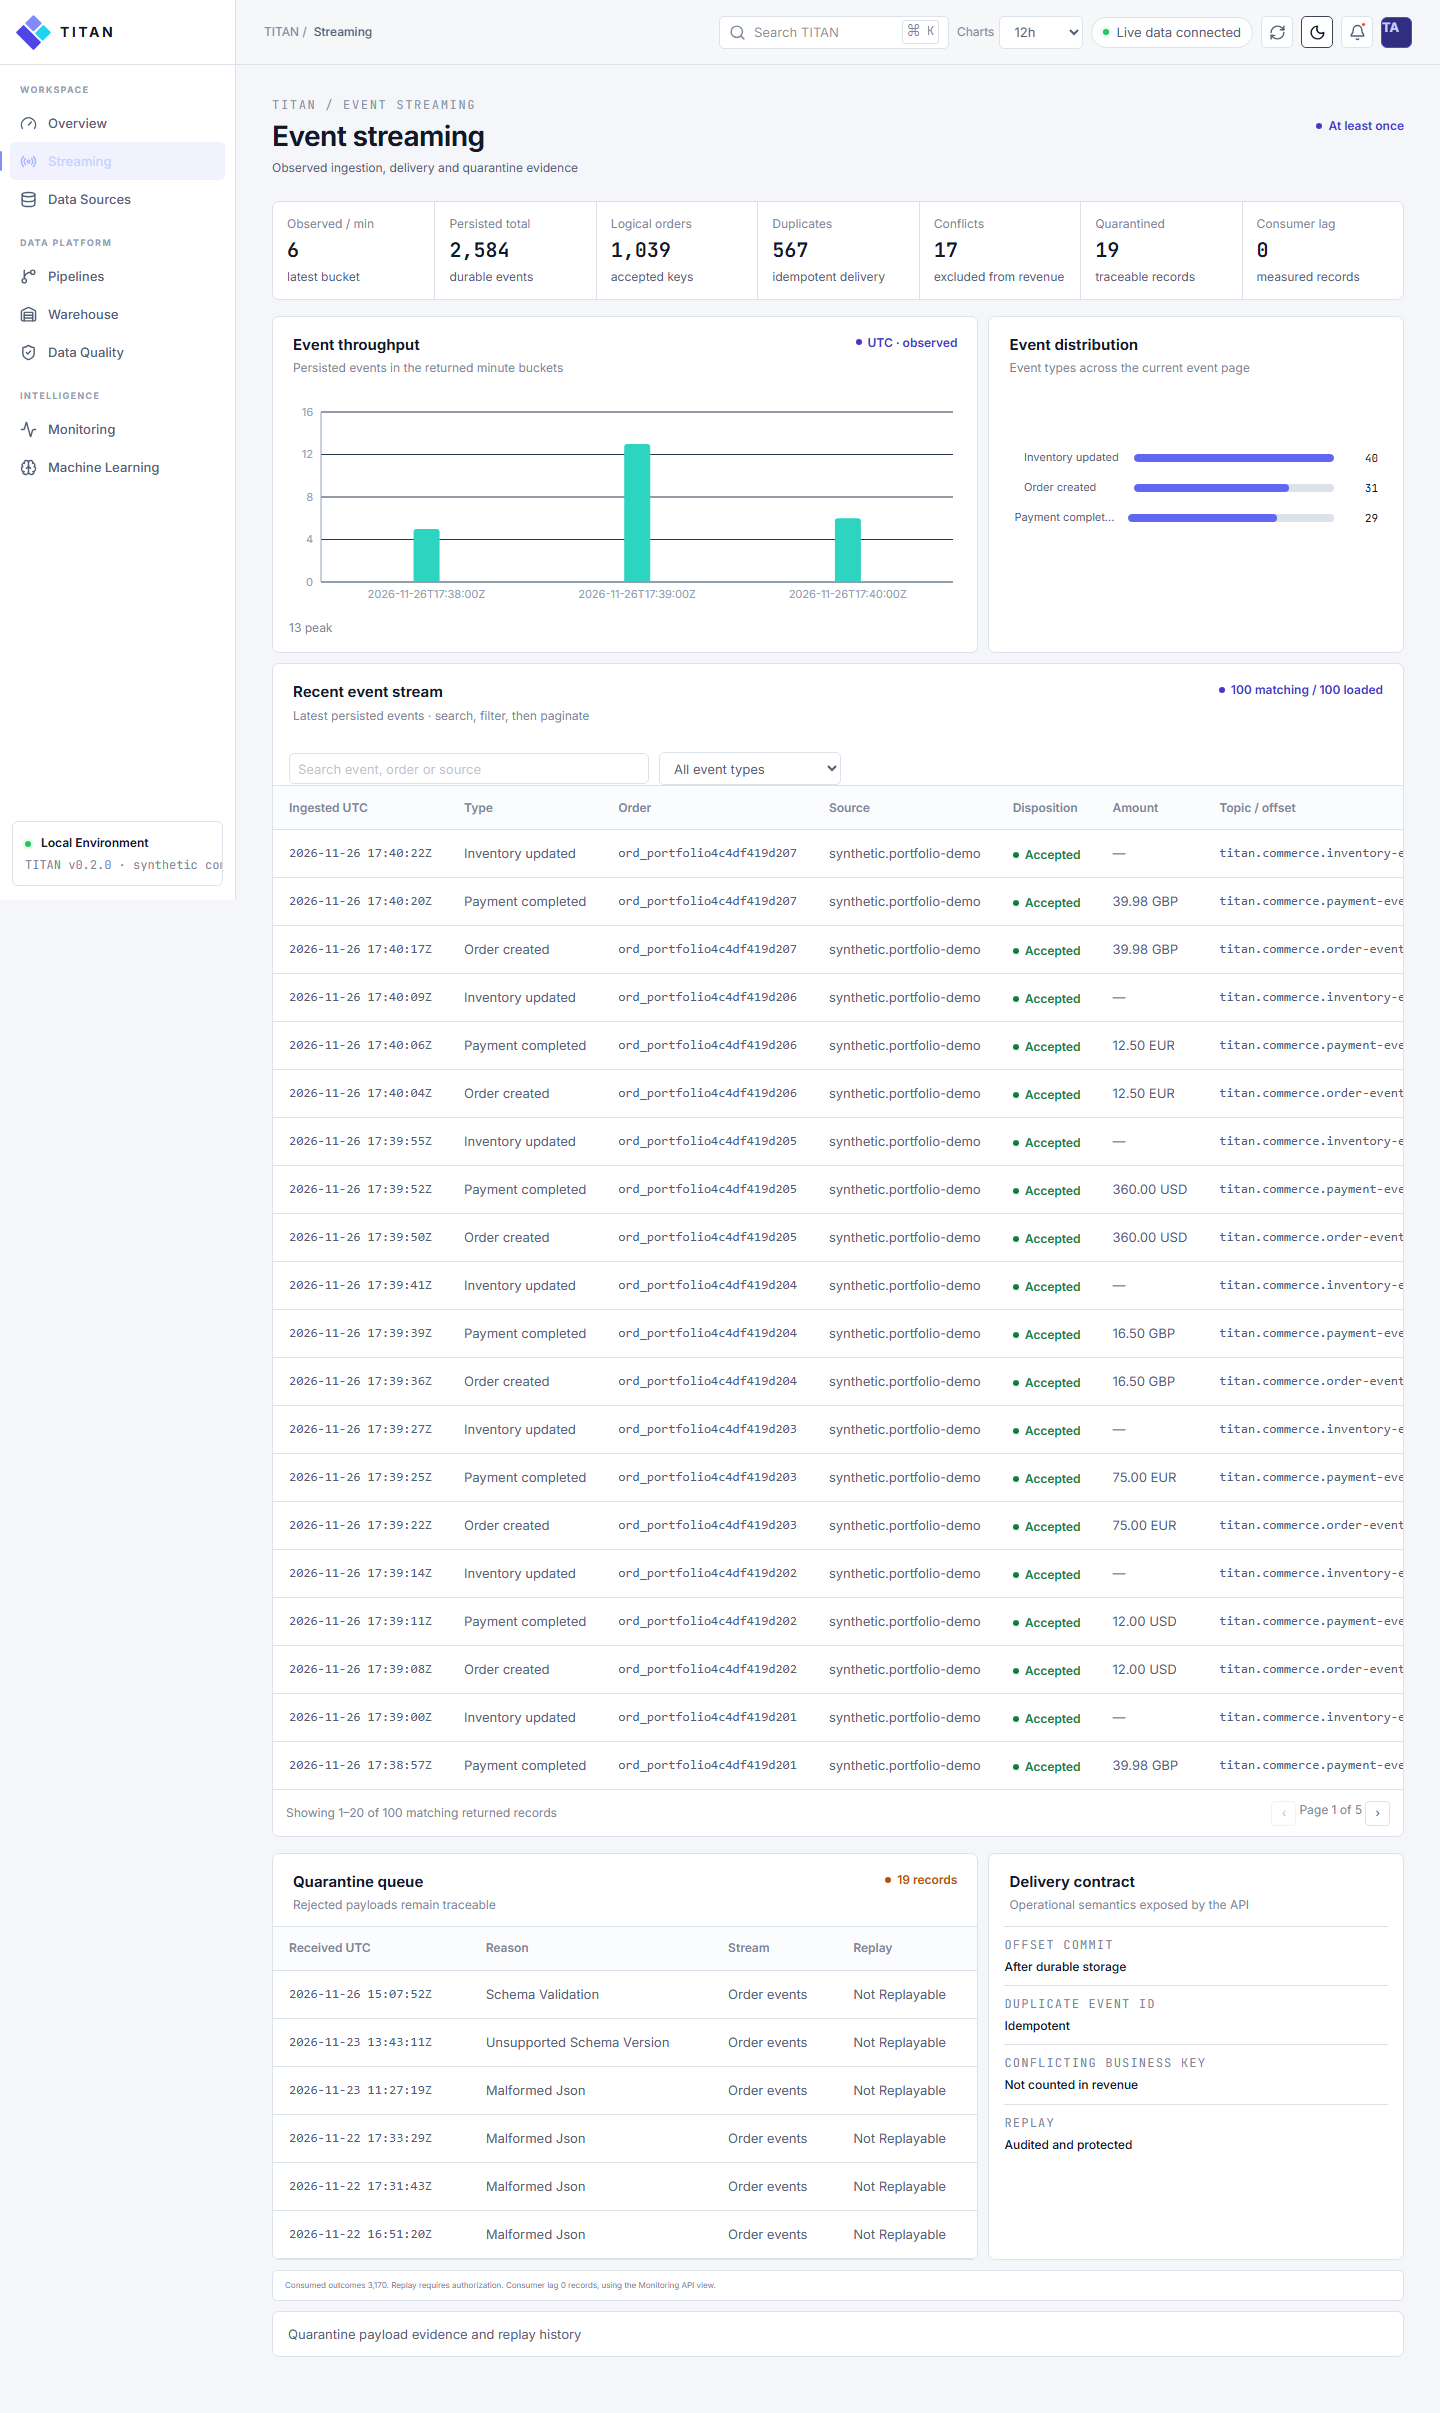 TITAN
TITAN / Streaming
Search TITAN
⌘ K
Charts
12h
Live data connected
TA
WORKSPACE
Overview
Streaming
Data Sources
DATA PLATFORM
Pipelines
Warehouse
Data Quality
INTELLIGENCE
Monitoring
Machine Learning
Local Environment
TITAN v0.2.0 · synthetic co
TITAN / EVENT STREAMING
Event streaming
Observed ingestion, delivery and quarantine evidence
At least once
Observed / min
6
latest bucket
Persisted total
2,584
durable events
Logical orders
1,039
accepted keys
Duplicates
567
idempotent delivery
Conflicts
17
excluded from revenue
Quarantined
19
traceable records
Consumer lag
0
measured records
Event throughput
UTC · observed
Persisted events in the returned minute buckets
16
12
8
4
0
2026-11-26T17:38:00Z
2026-11-26T17:39:00Z
2026-11-26T17:40:00Z
13 peak
Event distribution
Event types across the current event page
Inventory updated 40
Order created 31
Payment complet... 29
Recent event stream
100 matching / 100 loaded
Latest persisted events · search, filter, then paginate
Search event, order or source
All event types
Ingested UTC Type Order Source Disposition Amount Topic / offset
2026-11-26 17:40:22Z Inventory updated ord_portfolio4c4df419d207 synthetic.portfolio-demo Accepted — titan.commerce.inventory-e
2026-11-26 17:40:20Z Payment completed ord_portfolio4c4df419d207 synthetic.portfolio-demo Accepted 39.98 GBP titan.commerce.payment-eve
2026-11-26 17:40:17Z Order created ord_portfolio4c4df419d207 synthetic.portfolio-demo Accepted 39.98 GBP titan.commerce.order-event
2026-11-26 17:40:09Z Inventory updated ord_portfolio4c4df419d206 synthetic.portfolio-demo Accepted — titan.commerce.inventory-e
2026-11-26 17:40:06Z Payment completed ord_portfolio4c4df419d206 synthetic.portfolio-demo Accepted 12.50 EUR titan.commerce.payment-eve
2026-11-26 17:40:04Z Order created ord_portfolio4c4df419d206 synthetic.portfolio-demo Accepted 12.50 EUR titan.commerce.order-event
2026-11-26 17:39:55Z Inventory updated ord_portfolio4c4df419d205 synthetic.portfolio-demo Accepted — titan.commerce.inventory-e
2026-11-26 17:39:52Z Payment completed ord_portfolio4c4df419d205 synthetic.portfolio-demo Accepted 360.00 USD titan.commerce.payment-eve
2026-11-26 17:39:50Z Order created ord_portfolio4c4df419d205 synthetic.portfolio-demo Accepted 360.00 USD titan.commerce.order-event
2026-11-26 17:39:41Z Inventory updated ord_portfolio4c4df419d204 synthetic.portfolio-demo Accepted — titan.commerce.inventory-e
2026-11-26 17:39:39Z Payment completed ord_portfolio4c4df419d204 synthetic.portfolio-demo Accepted 16.50 GBP titan.commerce.payment-eve
2026-11-26 17:39:36Z Order created ord_portfolio4c4df419d204 synthetic.portfolio-demo Accepted 16.50 GBP titan.commerce.order-event
2026-11-26 17:39:27Z Inventory updated ord_portfolio4c4df419d203 synthetic.portfolio-demo Accepted — titan.commerce.inventory-e
2026-11-26 17:39:25Z Payment completed ord_portfolio4c4df419d203 synthetic.portfolio-demo Accepted 75.00 EUR titan.commerce.payment-eve
2026-11-26 17:39:22Z Order created ord_portfolio4c4df419d203 synthetic.portfolio-demo Accepted 75.00 EUR titan.commerce.order-event
2026-11-26 17:39:14Z Inventory updated ord_portfolio4c4df419d202 synthetic.portfolio-demo Accepted — titan.commerce.inventory-e
2026-11-26 17:39:11Z Payment completed ord_portfolio4c4df419d202 synthetic.portfolio-demo Accepted 12.00 USD titan.commerce.payment-eve
2026-11-26 17:39:08Z Order created ord_portfolio4c4df419d202 synthetic.portfolio-demo Accepted 12.00 USD titan.commerce.order-event
2026-11-26 17:39:00Z Inventory updated ord_portfolio4c4df419d201 synthetic.portfolio-demo Accepted — titan.commerce.inventory-e
2026-11-26 17:38:57Z Payment completed ord_portfolio4c4df419d201 synthetic.portfolio-demo Accepted 39.98 GBP titan.commerce.payment-eve
Showing 1–20 of 100 matching returned records
‹ Page 1 of 5 ›
Quarantine queue
19 records
Rejected payloads remain traceable
Received UTC Reason Stream Replay
2026-11-26 15:07:52Z Schema Validation Order events Not Replayable
2026-11-23 13:43:11Z Unsupported Schema Version Order events Not Replayable
2026-11-23 11:27:19Z Malformed Json Order events Not Replayable
2026-11-22 17:33:29Z Malformed Json Order events Not Replayable
2026-11-22 17:31:43Z Malformed Json Order events Not Replayable
2026-11-22 16:51:20Z Malformed Json Order events Not Replayable
Delivery contract
Operational semantics exposed by the API
OFFSET COMMIT
After durable storage
DUPLICATE EVENT ID
Idempotent
CONFLICTING BUSINESS KEY
Not counted in revenue
REPLAY
Audited and protected
Consumed outcomes 3,170. Replay requires authorization. Consumer lag 0 records, using the Monitoring API view.
Quarantine payload evidence and replay history